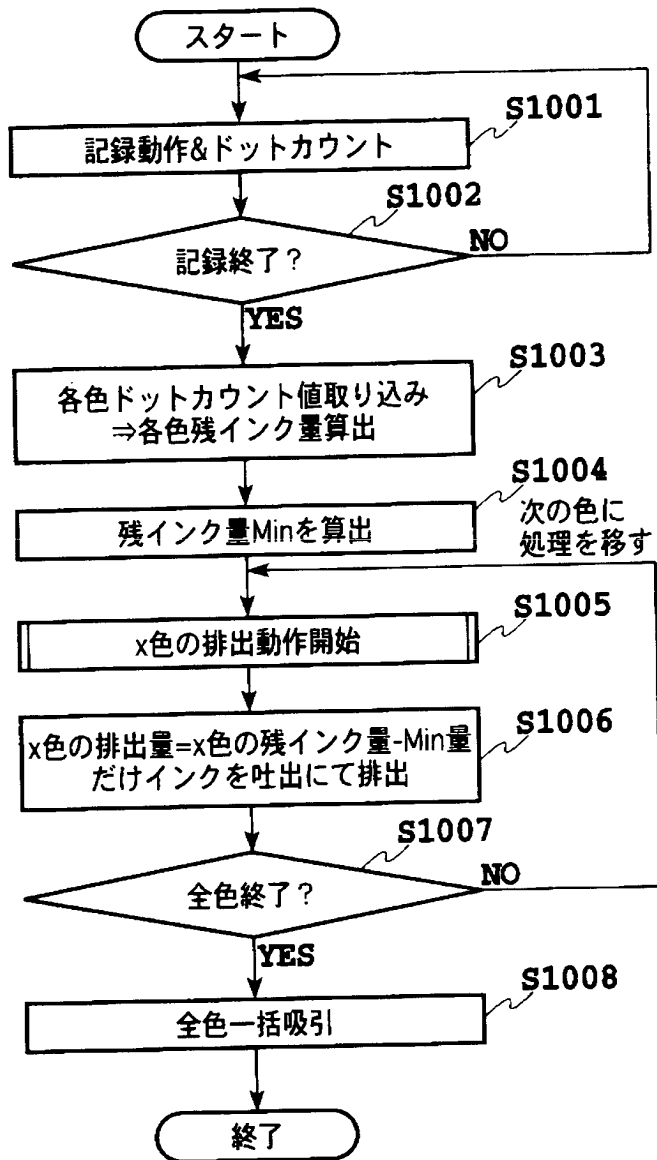 スタート
S1001
記録動作&ドットカウント
S1002
記録終了？
NO
YES
S1003
各色ドットカウント値取り込み
⇒各色残インク量算出
S1004
残インク量Minを算出
次の色に
処理を移す
S1005
x色の排出動作開始
S1006
x色の排出量=x色の残インク量-Min量
だけインクを吐出にて排出
S1007
全色終了？
NO
YES
S1008
全色一括吸引
終了